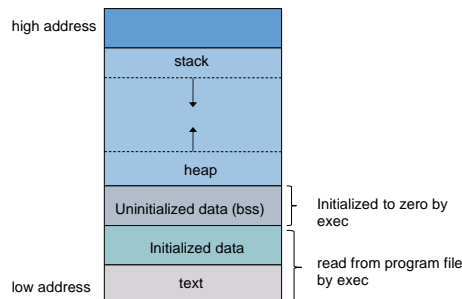 high address
stack
heap
Uninitialized data (bss)
Initialized to zero by
exec
Initialized data
read from program file
by exec
low address
text